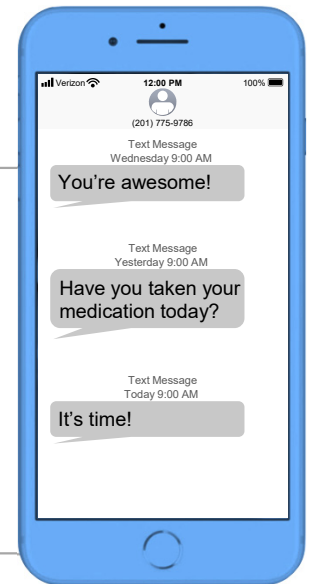 Verizon 12:00 PM 100%
(201) 775-9786
Text Message
Wednesday 9:00 AM
You’re awesome!
Text Message
Yesterday 9:00 AM
Have you taken your
medication today?
Text Message
Today 9:00 AM
It’s time!